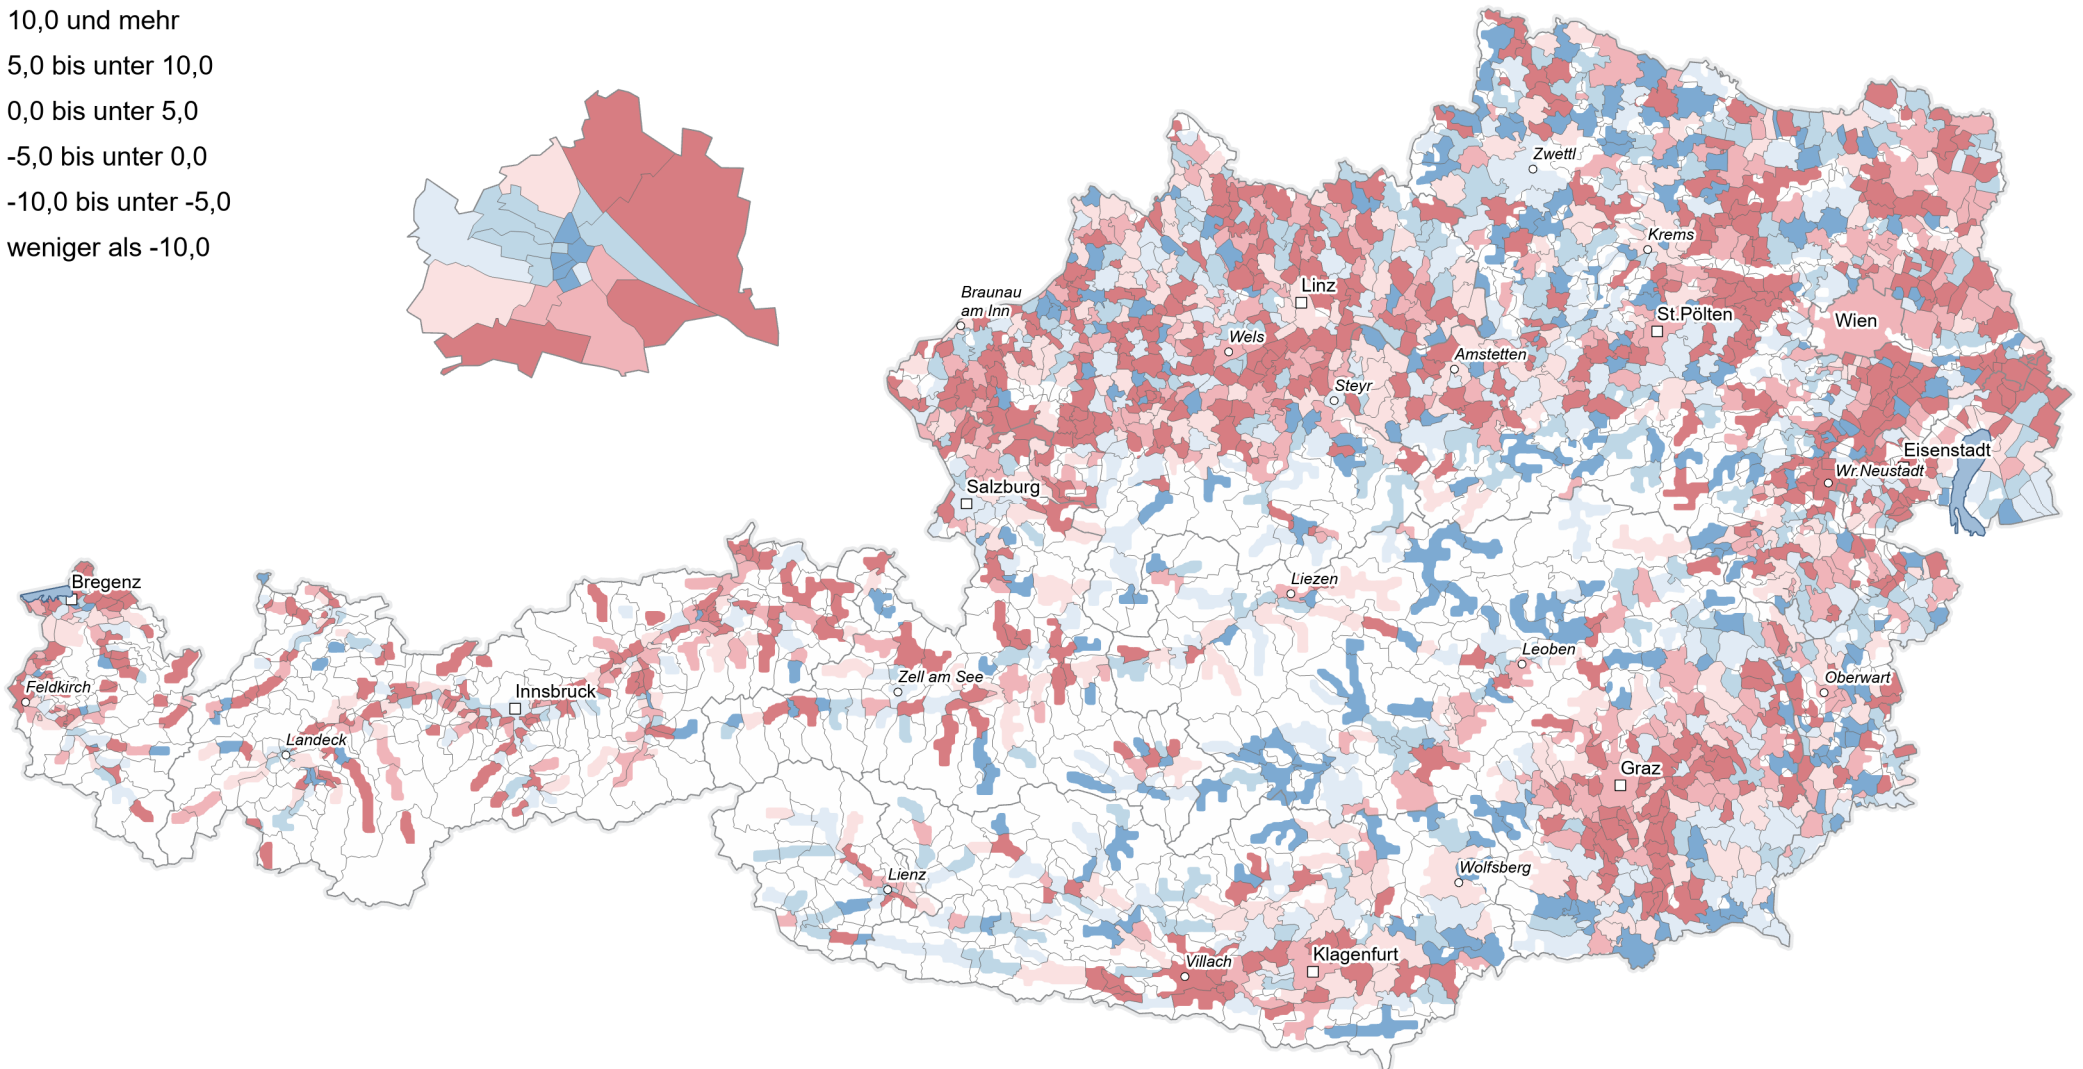 10,0 und mehr
5,0 bis unter 10,0
0,0 bis unter 5,0
-5,0 bis unter 0,0
-10,0 bis unter -5,0
weniger als -10,0
Zwettl
Krems
Linz
Braunau
am Inn
St.Pölten
Wien
Wels
Amstetten
Steyr
Eisenstadt
Wr.Neustadt
Salzburg
Bregenz
Liezen
Leoben
Feldkirch
Zell am See
Oberwart
Innsbruck
Landeck
Graz
Lienz
Wolfsberg
Villach
Klagenfurt